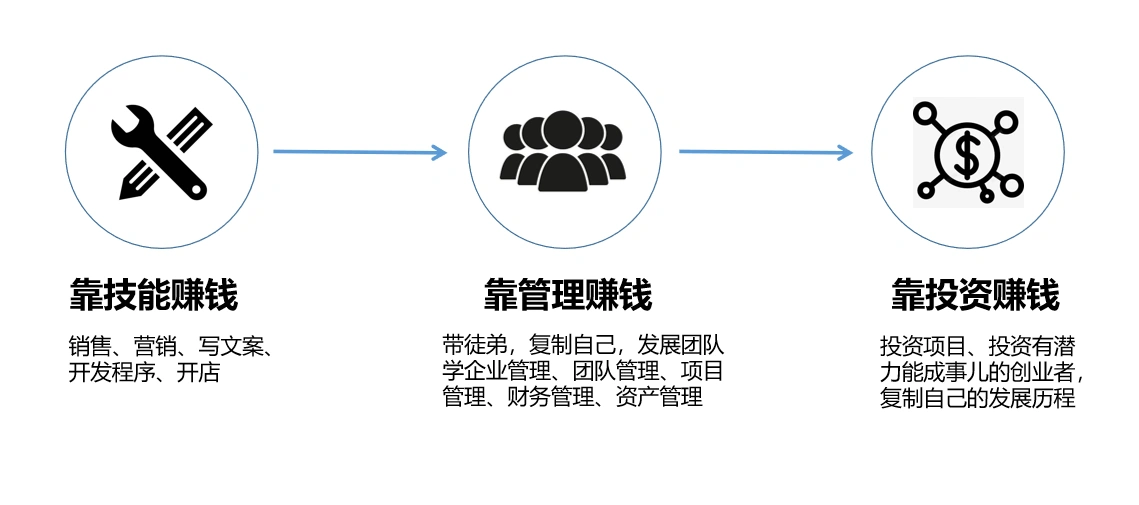 靠技能赚钱
销售、营销、写文案、
开发程序、开店
靠管理赚钱
带徒弟，复制自己，发展团队
学企业管理、团队管理、项目
管理、财务管理、资产管理
$
靠投资赚钱
投资项目、投资有潜
力能成事儿的创业者，
复制自己的发展历程